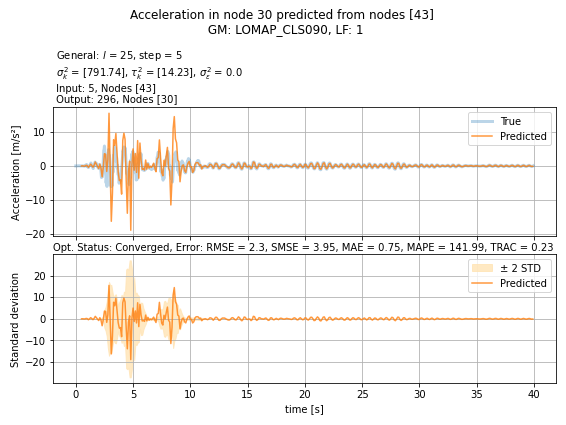 Acceleration in node 30 predicted from nodes [43]
GM: LOMAP_CLS090, LF: 1
General: l = 25, step = 5
σ²ₖ = [791.74], τ²ₖ = [14.23], σ²ε = 0.0
Input: 5, Nodes [43]
Output: 296, Nodes [30]
Acceleration [m/s²]
10
0
−10
−20
True
Predicted
Opt. Status: Converged, Error: RMSE = 2.3, SMSE = 3.95, MAE = 0.75, MAPE = 141.99, TRAC = 0.23
Standard deviation
20
10
0
−10
−20
± 2 STD
Predicted
0 5 10 15 20 25 30 35 40
time [s]